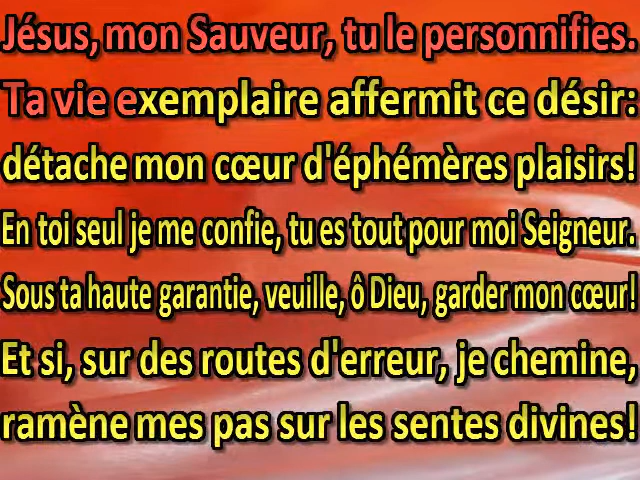 Jésus, mon Sauveur, tu le personnifies.
Ta vie exemplaire affermit ce désir:
détache mon cœur d'éphémères plaisirs!
En toi seul je me confie, tu es tout pour moi Seigneur.
Sous ta haute garantie, veuille, ô Dieu, garder mon cœur!
Et si, sur des routes d'erreur, je chemine,
ramène mes pas sur les sentes divines!